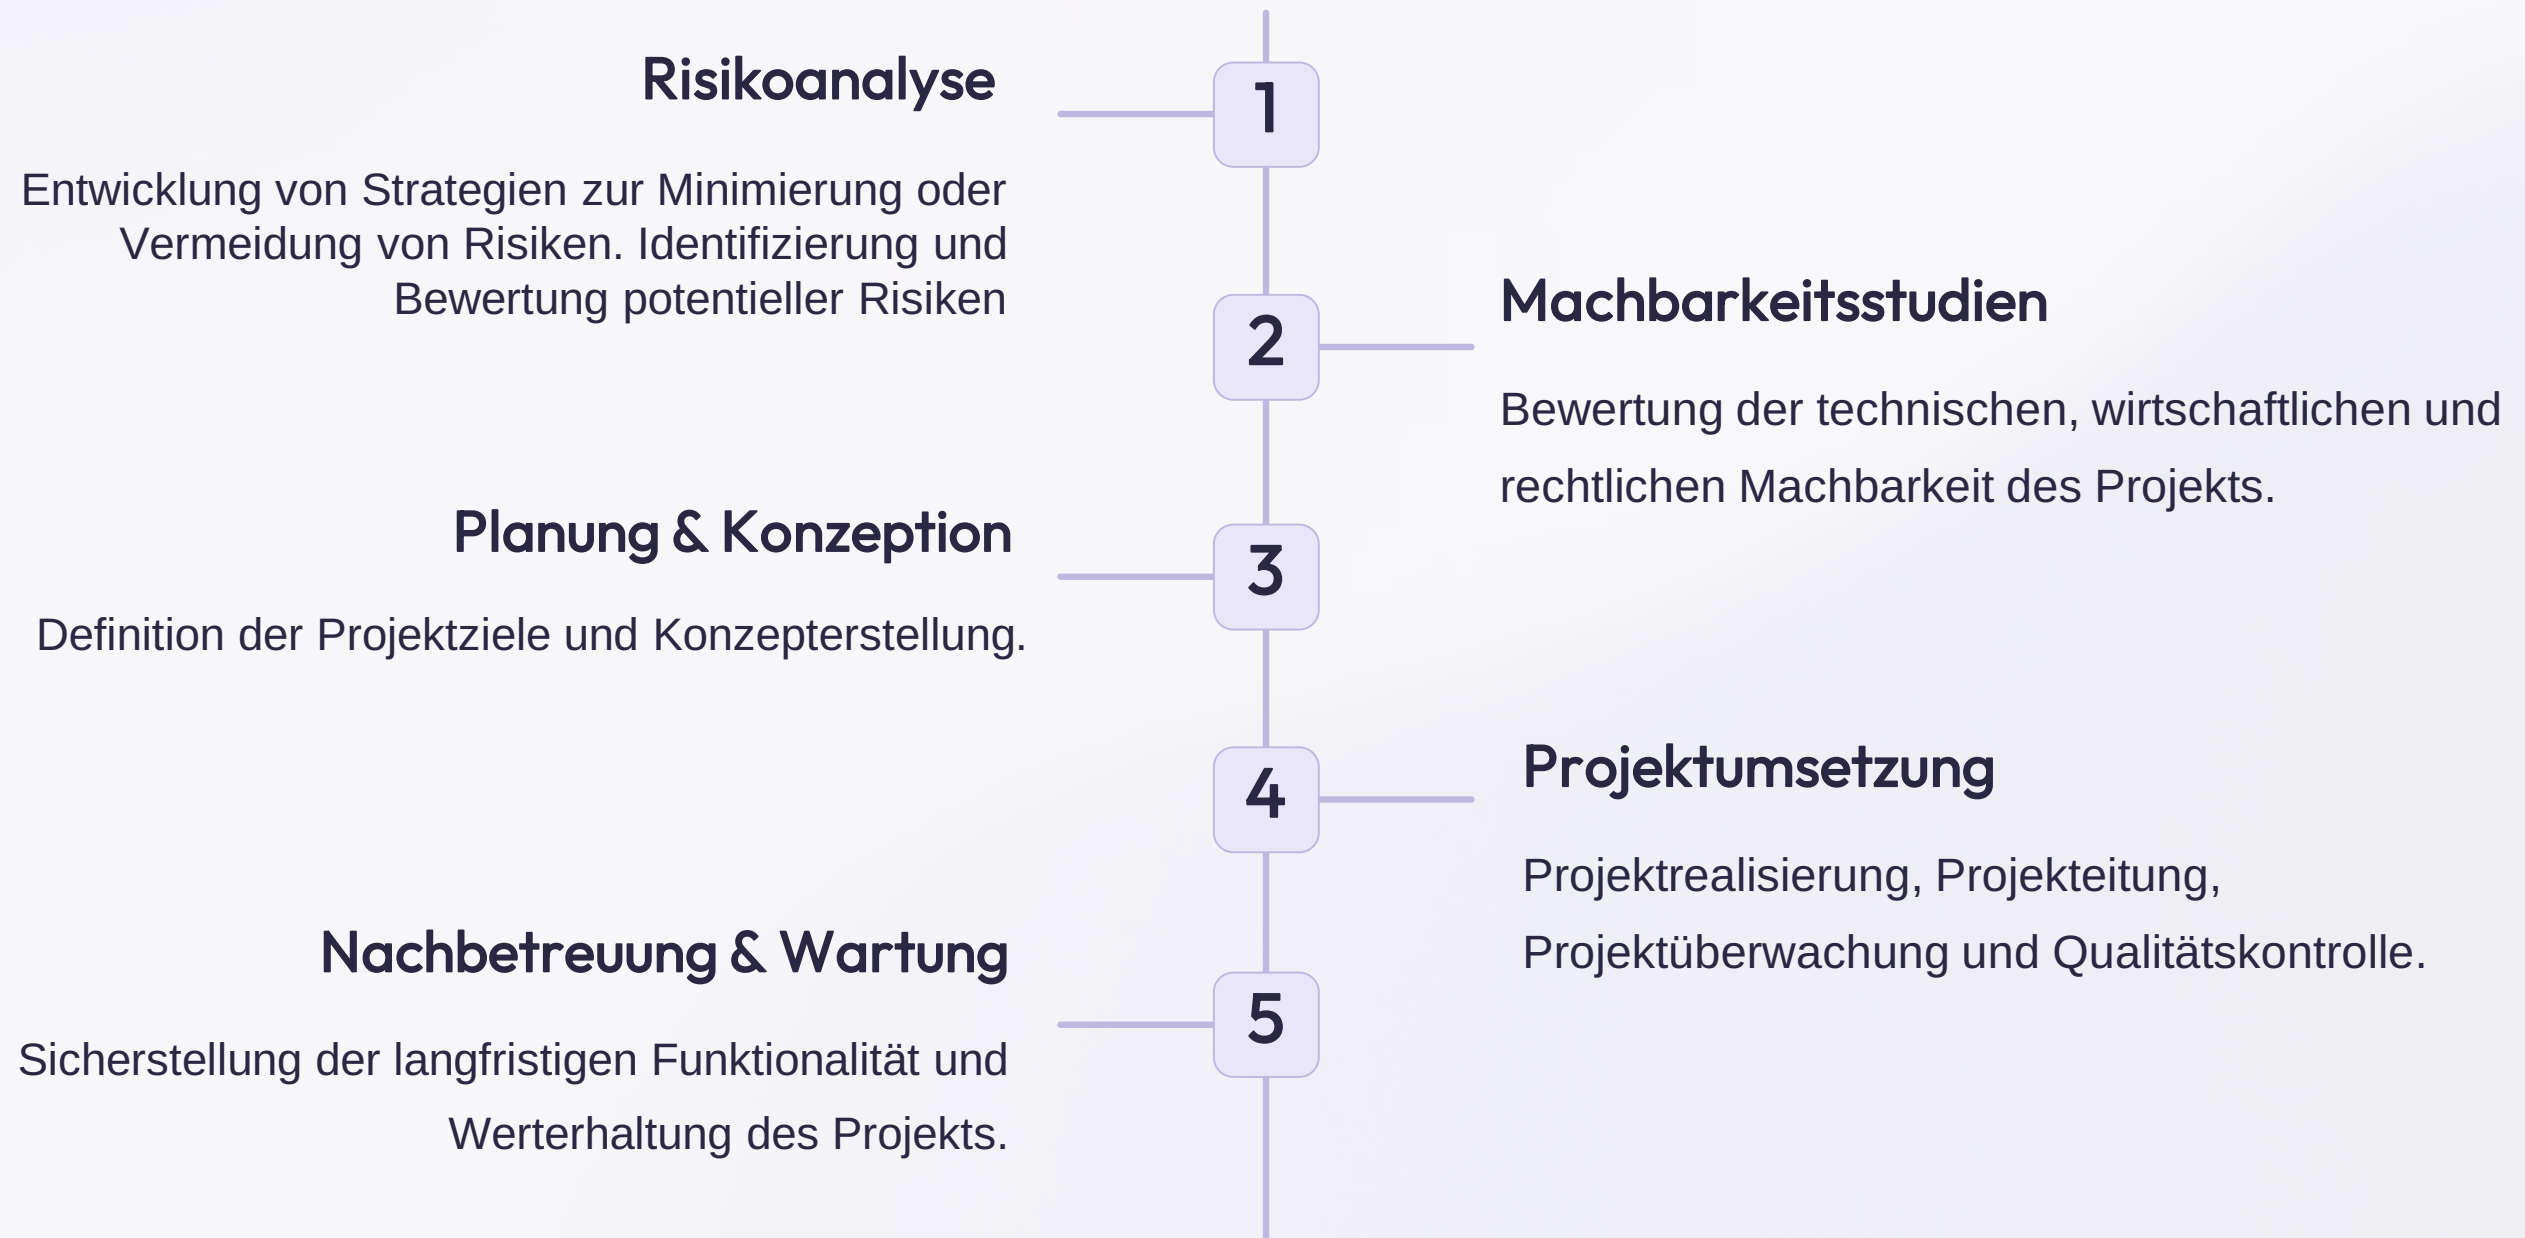 Risikoanalyse
1
Entwicklung von Strategien zur Minimierung oder
Vermeidung von Risiken. Identifizierung und
Bewertung potentieller Risiken
2
Machbarkeitsstudien
Bewertung der technischen, wirtschaftlichen und
rechtlichen Machbarkeit des Projekts.
Planung & Konzeption
3
Definition der Projektziele und Konzepterstellung.
4
Projektumsetzung
Projektrealisierung, Projekteitung,
Projektüberwachung und Qualitätskontrolle.
Nachbetreuung & Wartung
5
Sicherstellung der langfristigen Funktionalität und
Werterhaltung des Projekts.